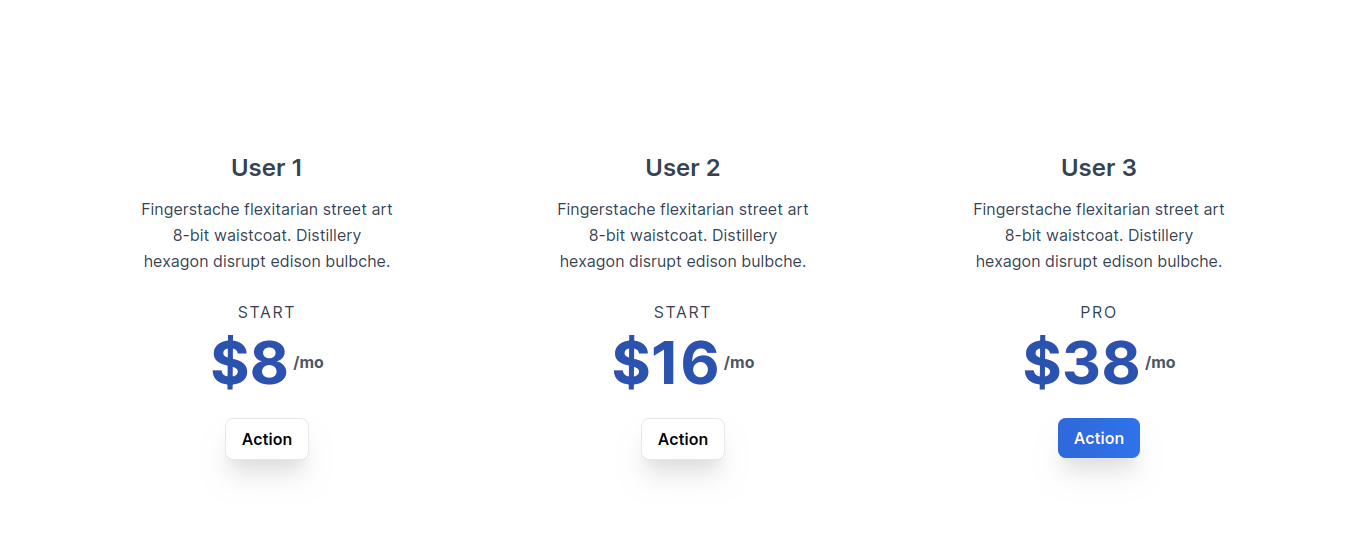 User 1
Fingerstache flexitarian street art
8-bit waistcoat. Distillery
hexagon disrupt edison bulbche.
START
$8 /mo
Action
User 2
Fingerstache flexitarian street art
8-bit waistcoat. Distillery
hexagon disrupt edison bulbche.
START
$16 /mo
Action
User 3
Fingerstache flexitarian street art
8-bit waistcoat. Distillery
hexagon disrupt edison bulbche.
PRO
$38 /mo
Action